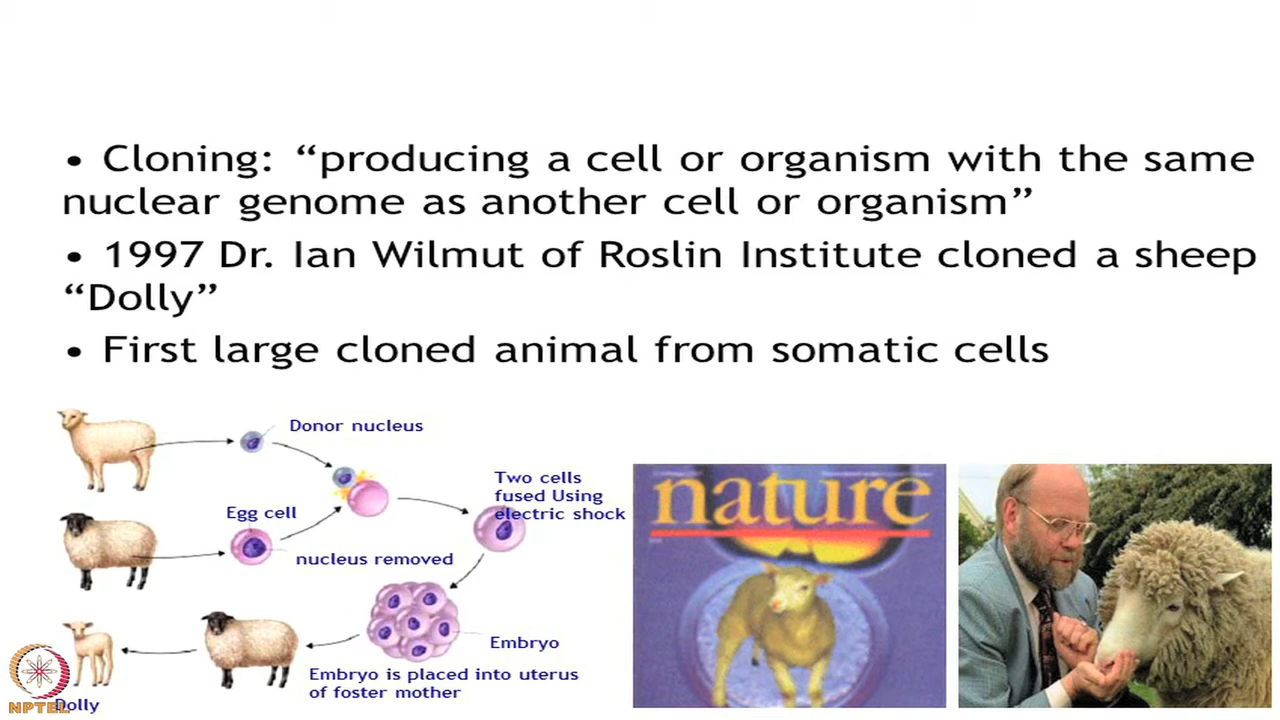 • Cloning: “producing a cell or organism with the same
nuclear genome as another cell or organism”
• 1997 Dr. Ian Wilmut of Roslin Institute cloned a sheep
“Dolly”
• First large cloned animal from somatic cells
Donor nucleus
Two cells
fused Using
electric shock
Egg cell
nucleus removed
Embryo
Embryo is placed into uterus
of foster mother
Dolly
NPTEL
nature